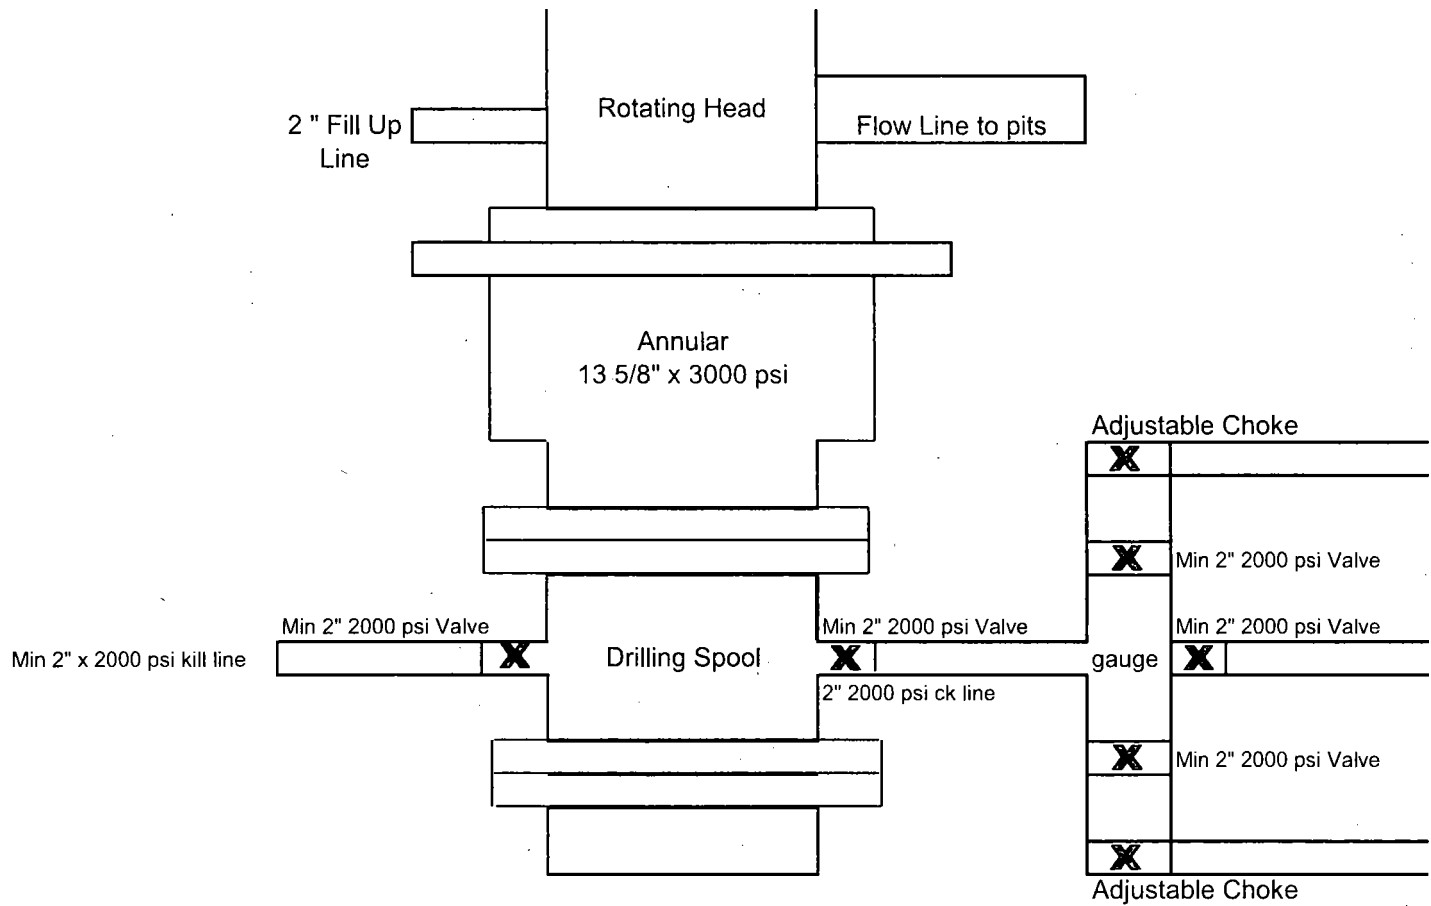 Rotating Head
2 " Fill Up
Line
Flow Line to pits
Annular
13 5/8" x 3000 psi
Adjustable Choke
Min 2" 2000 psi Valve
Min 2" 2000 psi Valve
Min 2" 2000 psi Valve
Min 2" 2000 psi Valve
Min 2" x 2000 psi kill line
Drilling Spool
gauge
2" 2000 psi ck line
Min 2" 2000 psi Valve
Adjustable Choke